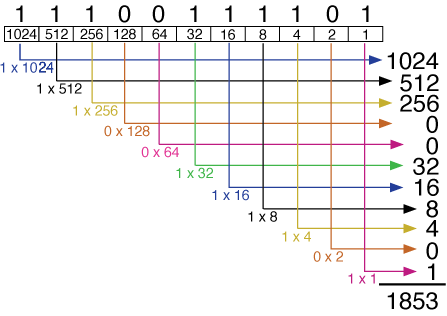 1 1 1 0 0 1 1 1 1 0 1
1024 512 256 128 64 32 16 8 4 2 1
1 x 1024 1024
1 x 512 512
1 x 256 256
0 x 128 0
0 x 64 0
1 x 32 32
1 x 16 16
1 x 8 8
1 x 4 4
0 x 2 0
1 x 1 1
1853